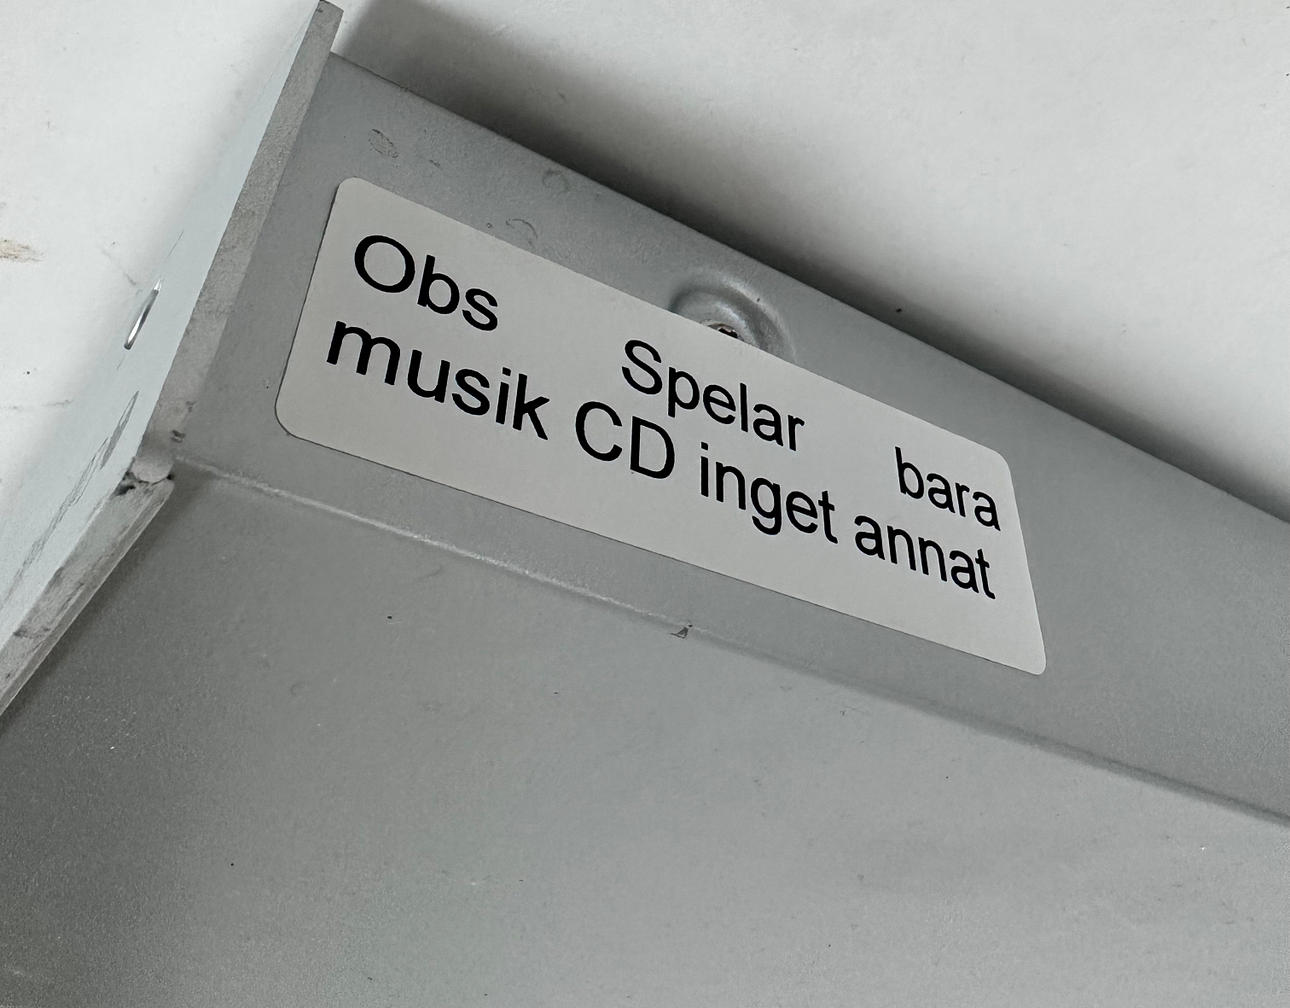 Obs Spelar bara
musik CD inget annat